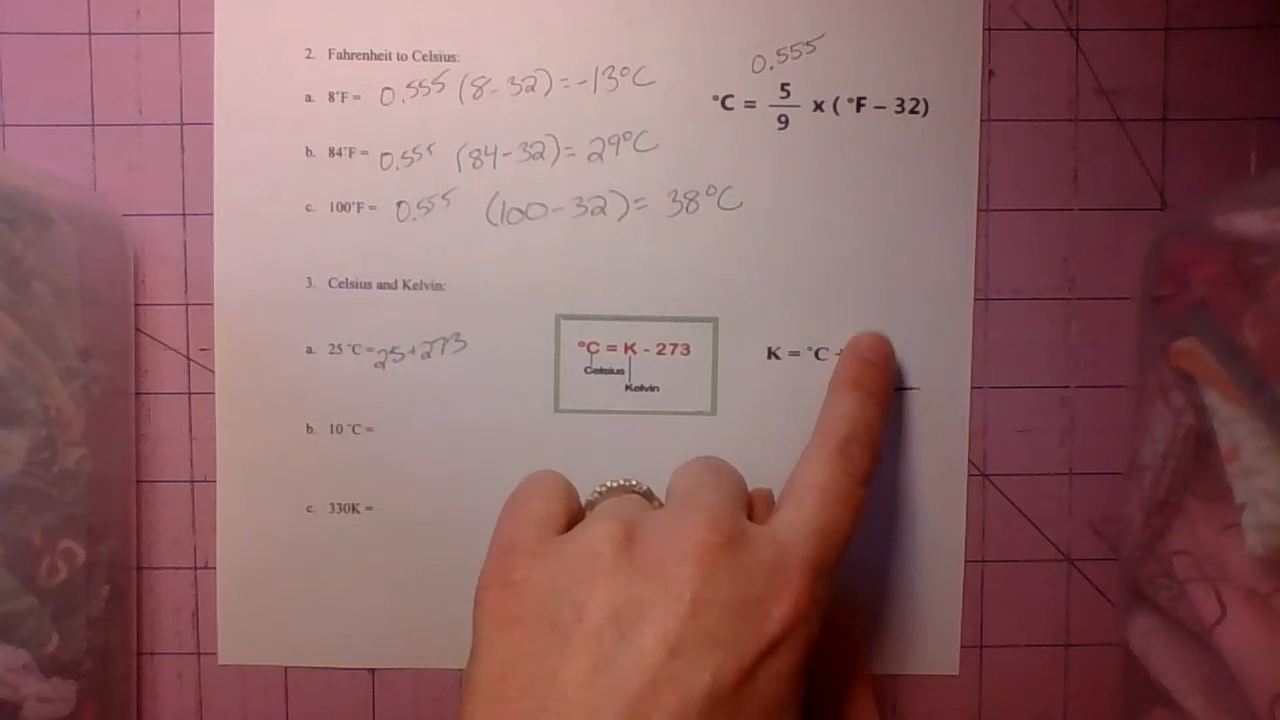 2. Fahrenheit to Celsius:
0.555
a. 8°F = 0.555 (8-32) = -13°C
°C = 5/9 x (°F – 32)
b. 84°F = 0.555 (84-32) = 29°C
c. 100°F = 0.555 (100-32) = 38°C
3. Celsius and Kelvin:
a. 25 °C = 25+273
°C = K - 273
Celsius
Kelvin
K = °C +
b. 10 °C =
c. 330K =